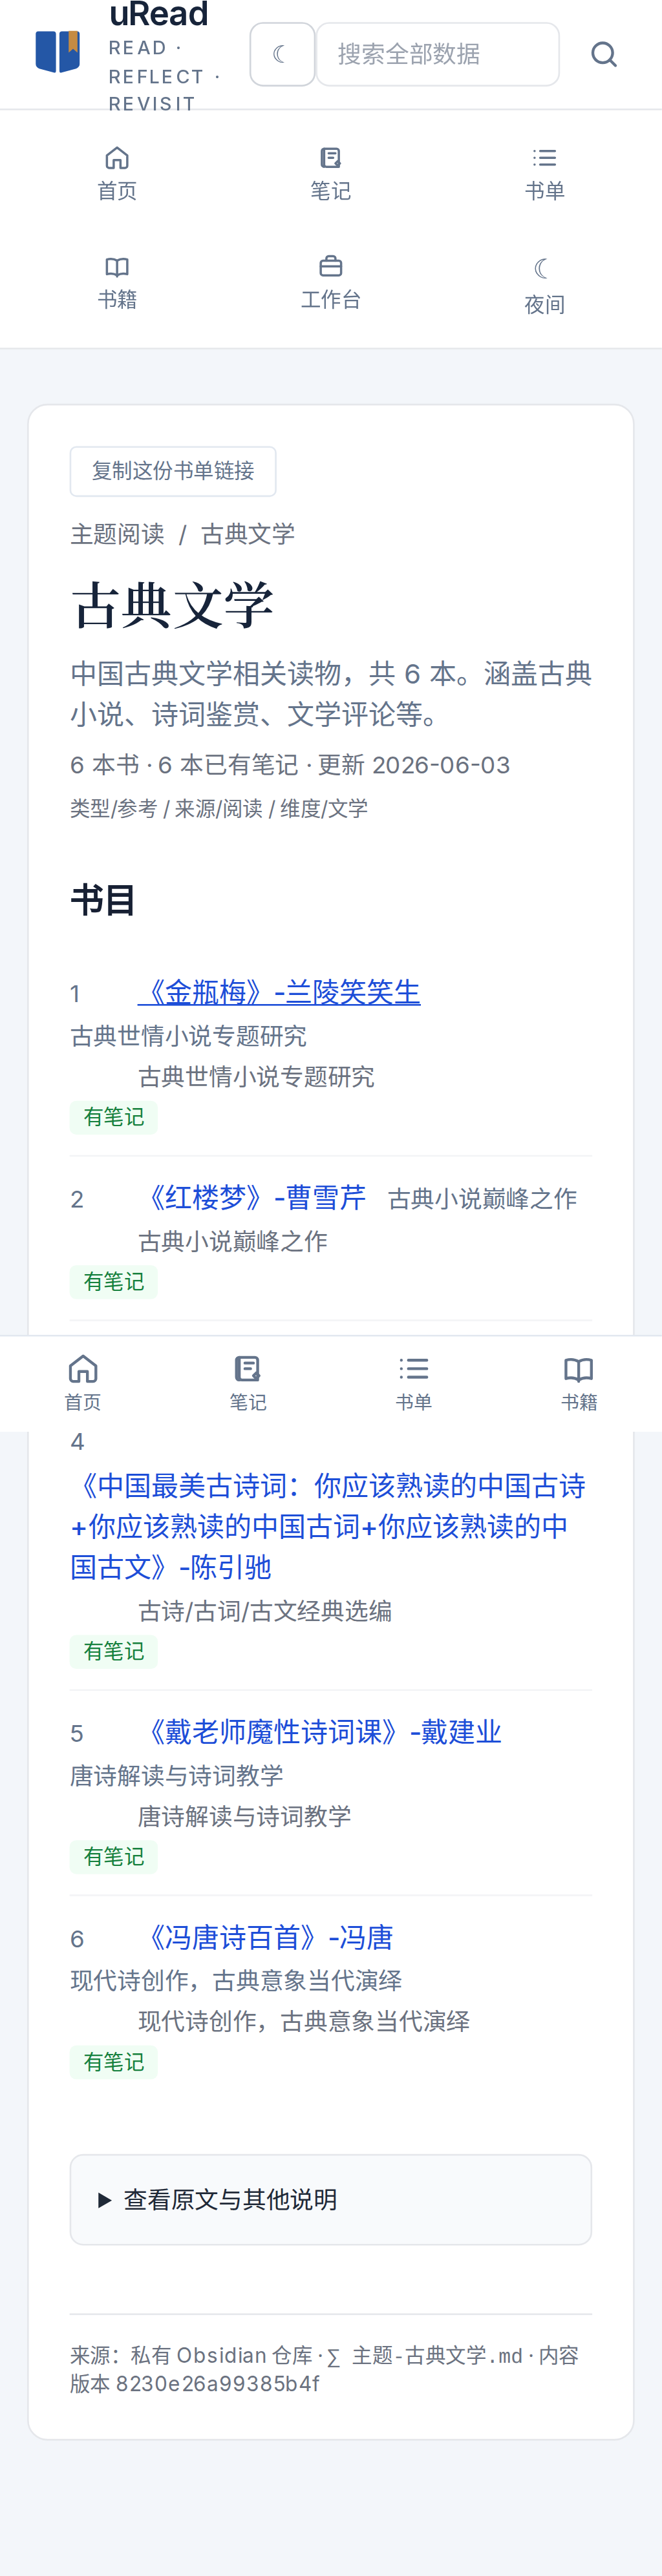 uRead
READ ·
REFLECT ·
REVISIT
搜索全部数据
首页
笔记
书单
书籍
工作台
夜间
复制这份书单链接
主题阅读 / 古典文学
古典文学
中国古典文学相关读物，共 6 本。涵盖古典
小说、诗词鉴赏、文学评论等。
6 本书 · 6 本已有笔记 · 更新 2026-06-03
类型/参考 / 来源/阅读 / 维度/文学
书目
1 《金瓶梅》-兰陵笑笑生
古典世情小说专题研究
古典世情小说专题研究
有笔记
2 《红楼梦》-曹雪芹 古典小说巅峰之作
古典小说巅峰之作
有笔记
首页
笔记
书单
书籍
4
《中国最美古诗词：你应该熟读的中国古诗
+你应该熟读的中国古词+你应该熟读的中
国古文》-陈引驰
古诗/古词/古文经典选编
有笔记
5 《戴老师魔性诗词课》-戴建业
唐诗解读与诗词教学
唐诗解读与诗词教学
有笔记
6 《冯唐诗百首》-冯唐
现代诗创作，古典意象当代演绎
现代诗创作，古典意象当代演绎
有笔记
▶ 查看原文与其他说明
来源：私有 Obsidian 仓库 · ∑ 主题-古典文学.md · 内容
版本 8230e26a99385b4f